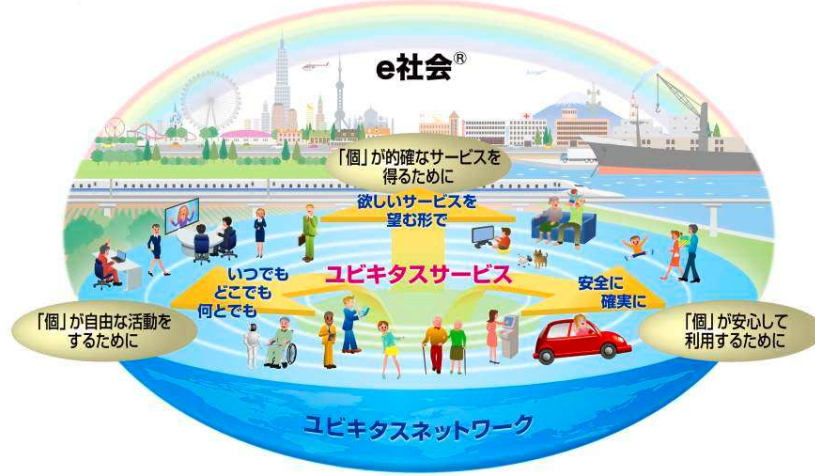 e社会®
「個」が的確なサービスを
得るために
欲しいサービスを
望む形で
ユビキタスサービス
いつでも
どこでも
何とでも
安全に
確実に
「個」が自由な活動を
するために
「個」が安心して
利用するために
ユビキタスネットワーク